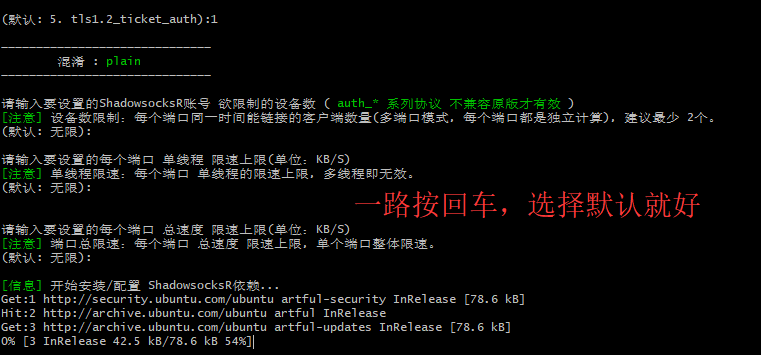 (默认: 5. tls1.2_ticket_auth):1
——————————————————————————————
混淆 : plain
——————————————————————————————
请输入要设置的ShadowsocksR账号 欲限制的设备数 ( auth_* 系列协议 不兼容原版才有效 )
[注意] 设备数限制: 每个端口同一时间能链接的客户端数量(多端口模式, 每个端口都是独立计算), 建议最少 2个。
(默认: 无限):
请输入要设置的每个端口 单线程 限速上限(单位: KB/S)
[注意] 单线程限速: 每个端口 单线程的限速上限, 多线程即无效。
(默认: 无限):
一路按回车，选择默认就好
请输入要设置的每个端口 总速度 限速上限(单位: KB/S)
[注意] 端口总限速: 每个端口 总速度 限速上限, 单个端口整体限速。
(默认: 无限):
[信息] 开始安装/配置 ShadowsocksR依赖...
Get:1 http://security.ubuntu.com/ubuntu artful-security InRelease [78.6 kB]
Hit:2 http://archive.ubuntu.com/ubuntu artful InRelease
Get:3 http://archive.ubuntu.com/ubuntu artful-updates InRelease [78.6 kB]
0% [3 InRelease 42.5 kB/78.6 kB 54%]